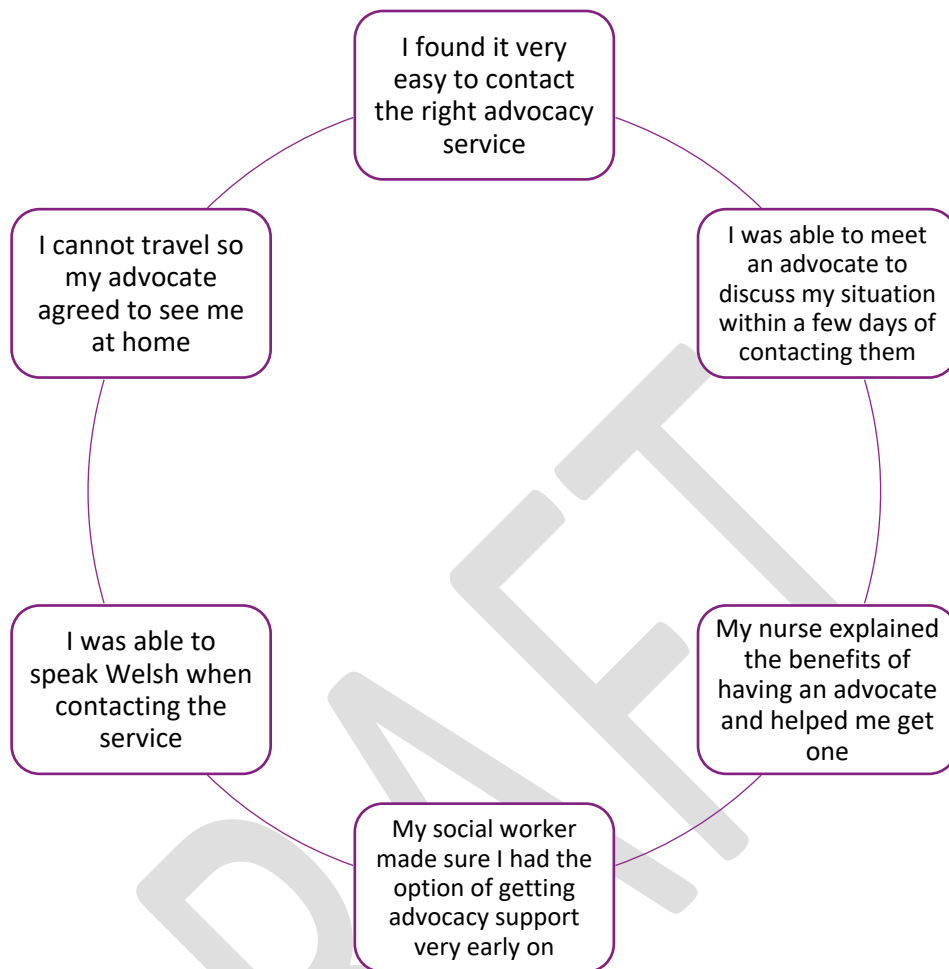 I found it very
easy to contact
the right advocacy
service
I was able to meet
an advocate to
discuss my situation
within a few days of
contacting them
My nurse explained
the benefits of
having an advocate
and helped me get
one
My social worker
made sure I had the
option of getting
advocacy support
very early on
I was able to
speak Welsh when
contacting the
service
I cannot travel so
my advocate
agreed to see me
at home
DRAFT